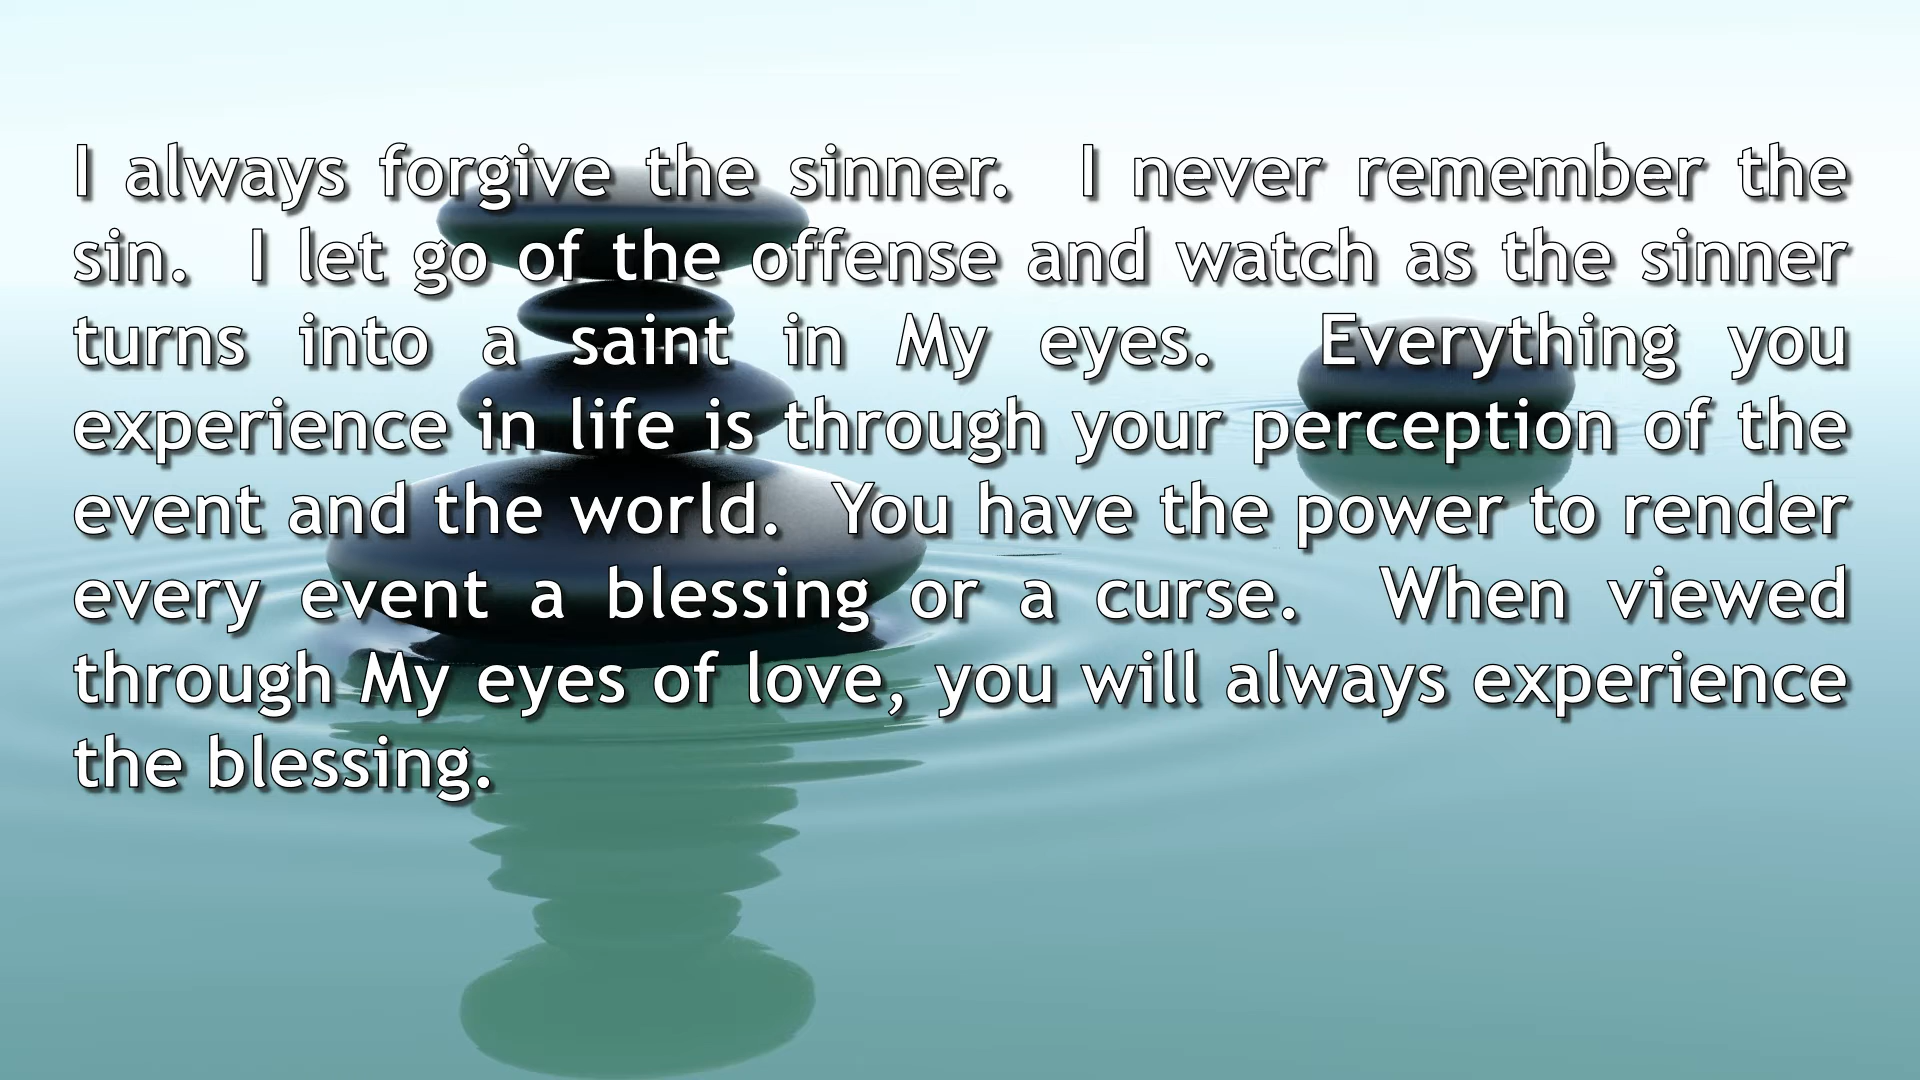 I always forgive the sinner. I never remember the
sin. I let go of the offense and watch as the sinner
turns into a saint in My eyes. Everything you
experience in life is through your perception of the
event and the world. You have the power to render
every event a blessing or a curse. When viewed
through My eyes of love, you will always experience
the blessing.